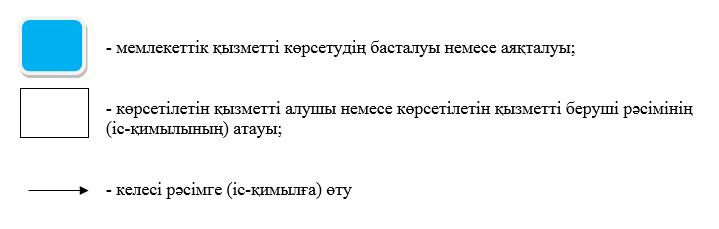 - мемлекеттік қызметті көрсетудің басталуы немесе аяқталуы;
- көрсетілетін қызметті алушы немесе көрсетілетін қызметті беруші рәсімінің
(іс-қимылының) атауы;
- келесі рәсімге (іс-қимылға) өту